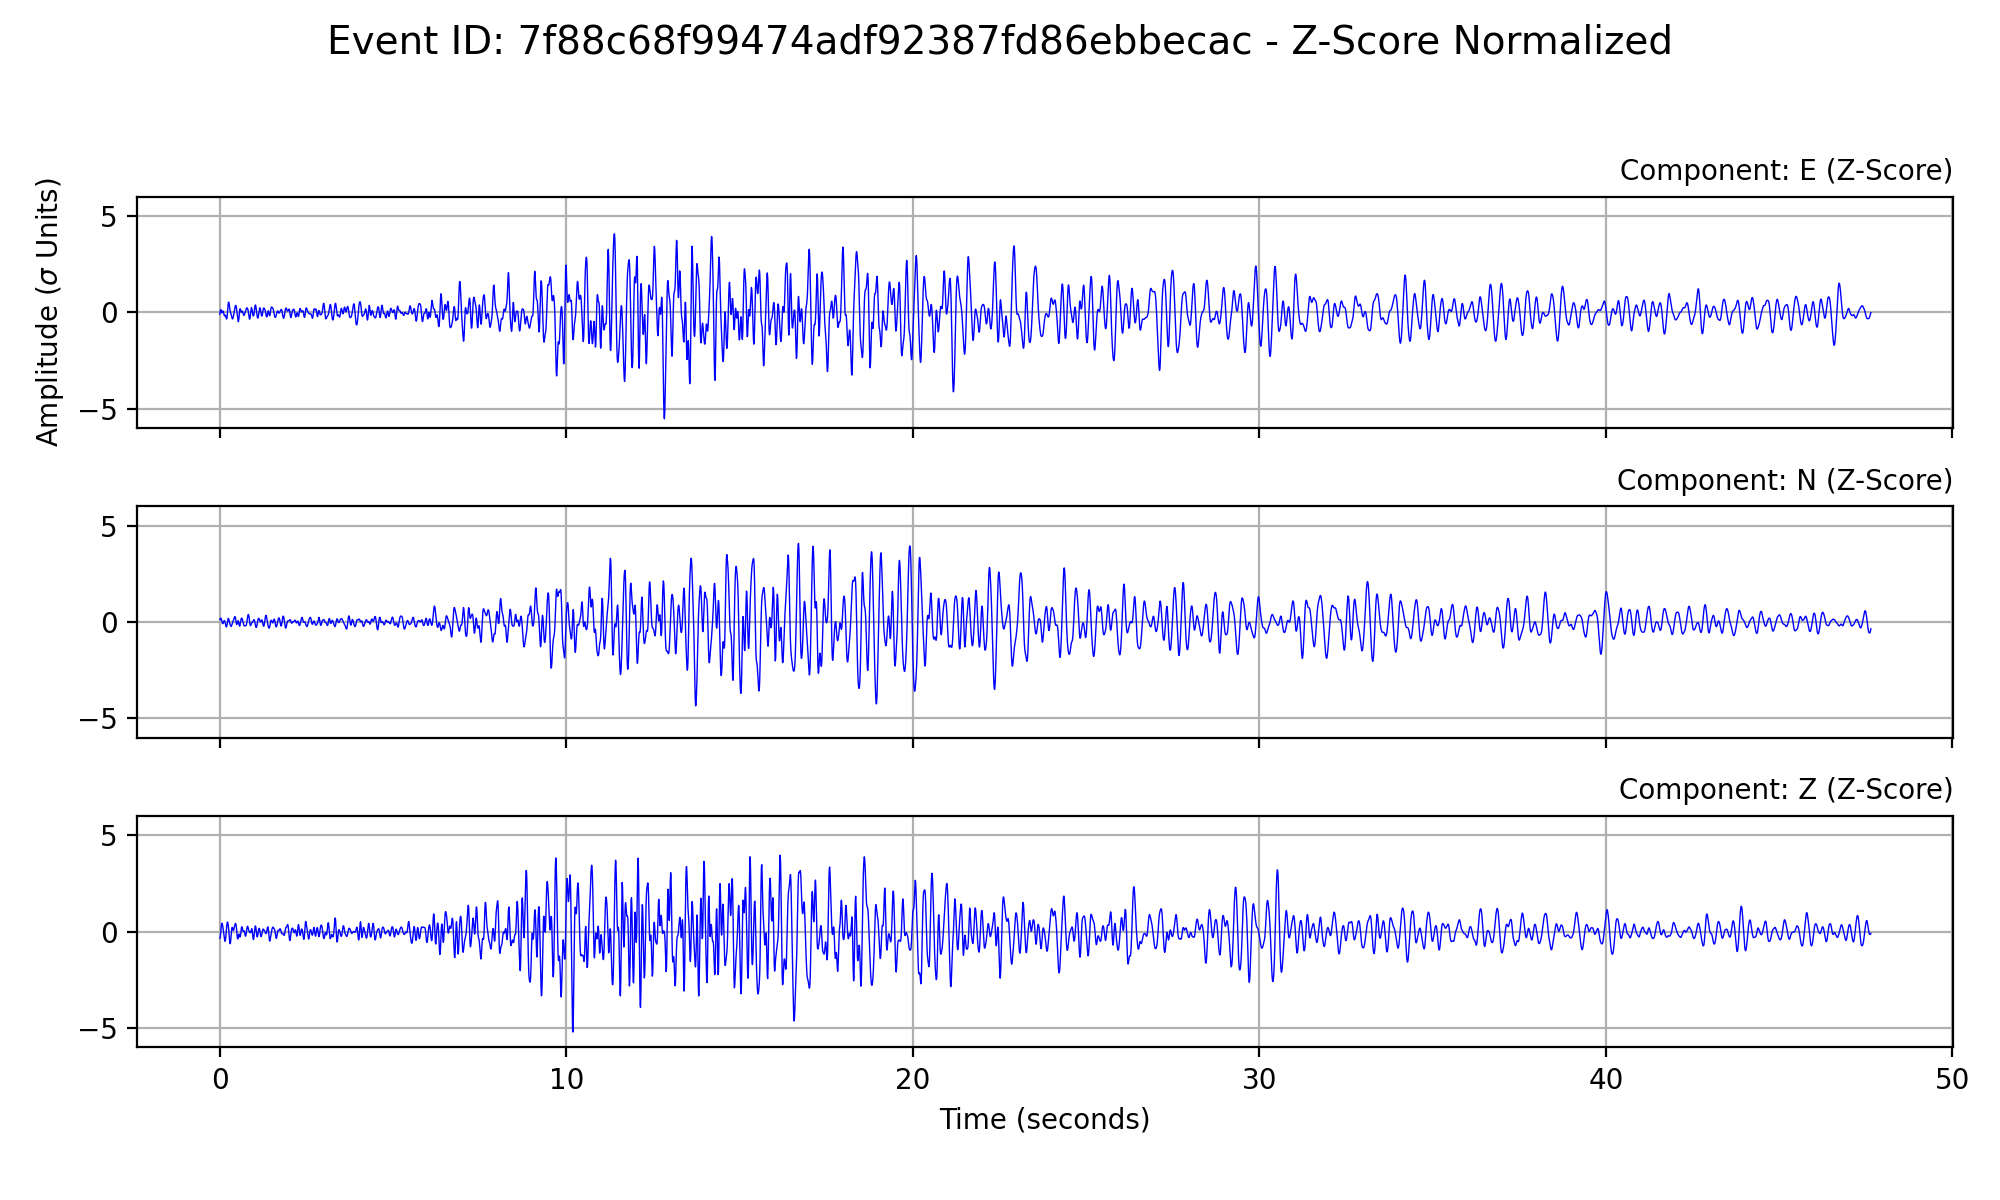 Event ID: 7f88c68f99474adf92387fd86ebbecac - Z-Score Normalized
Component: E (Z-Score)
Amplitude (σ Units)
5
0
−5
Component: N (Z-Score)
5
0
−5
Component: Z (Z-Score)
5
0
−5
0 10 20 30 40 50
Time (seconds)